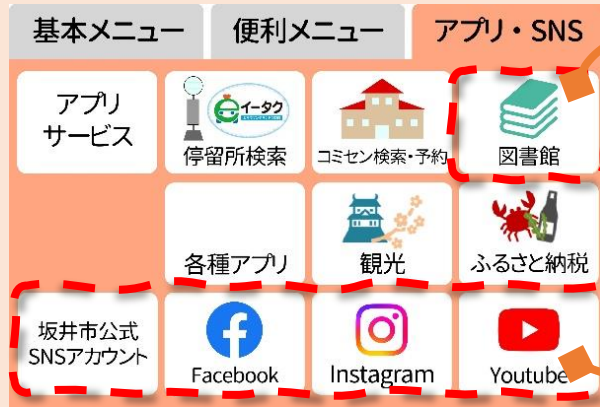 基本メニュー
便利メニュー
アプリ・SNS
アプリ
サービス
イータク
停留所検索
コミセン検索・予約
図書館
各種アプリ
観光
ふるさと納税
坂井市公式
SNSアカウント
Facebook
Instagram
Youtube